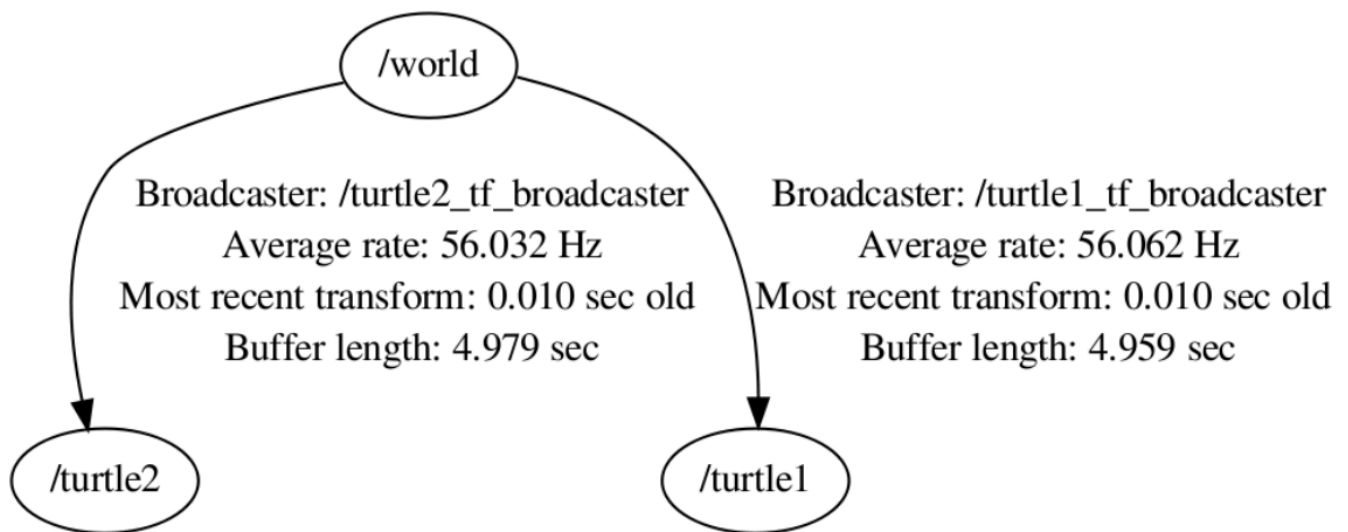 /world
Broadcaster: /turtle2_tf_broadcaster
Average rate: 56.032 Hz
Most recent transform: 0.010 sec old
Buffer length: 4.979 sec
Broadcaster: /turtle1_tf_broadcaster
Average rate: 56.062 Hz
Most recent transform: 0.010 sec old
Buffer length: 4.959 sec
/turtle2
/turtle1